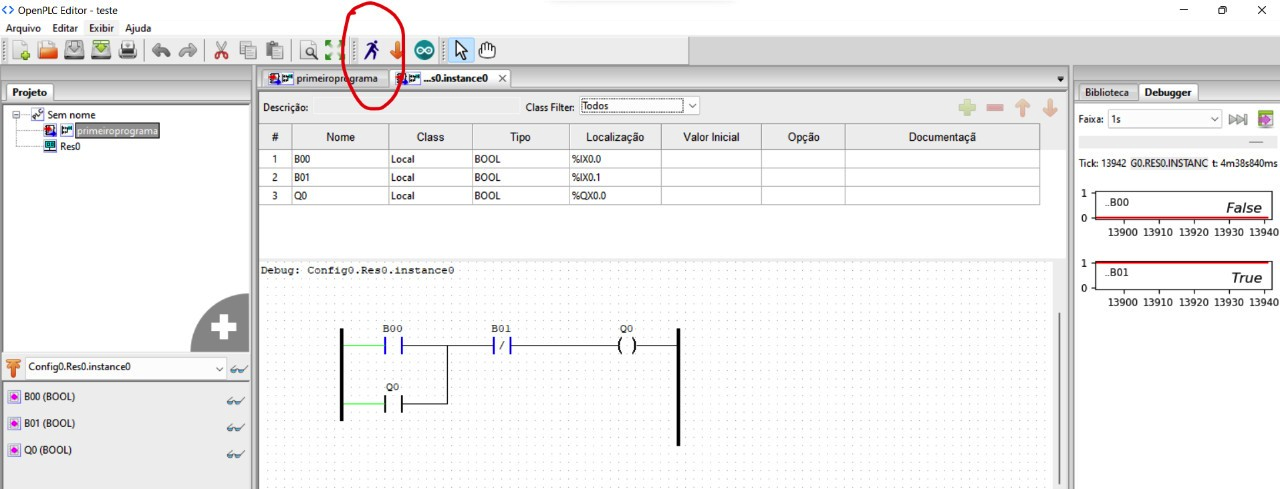 OpenPLC Editor - teste
Arquivo Editar Exibir Ajuda
Projeto
Sem nome
primeiroprograma
Res0
Config0.Res0.instance0
B00 (BOOL)
B01 (BOOL)
Q0 (BOOL)
primeiroprograma
...s0.instance0
Descrição:
Class Filter: Todos
# Nome Class Tipo Localização Valor Inicial Opção Documentaçã
1 B00 Local BOOL %IX0.0
2 B01 Local BOOL %IX0.1
3 Q0 Local BOOL %QX0.0
Debug: Config0.Res0.instance0
B00 B01 Q0
/
Q0
Biblioteca Debugger
Faixa: 1s
Tick: 13942 G0.RES0.INSTANC t: 4m38s840ms
1
..B00
False
0
13900 13910 13920 13930 13940
1
..B01
True
0
13900 13910 13920 13930 13940